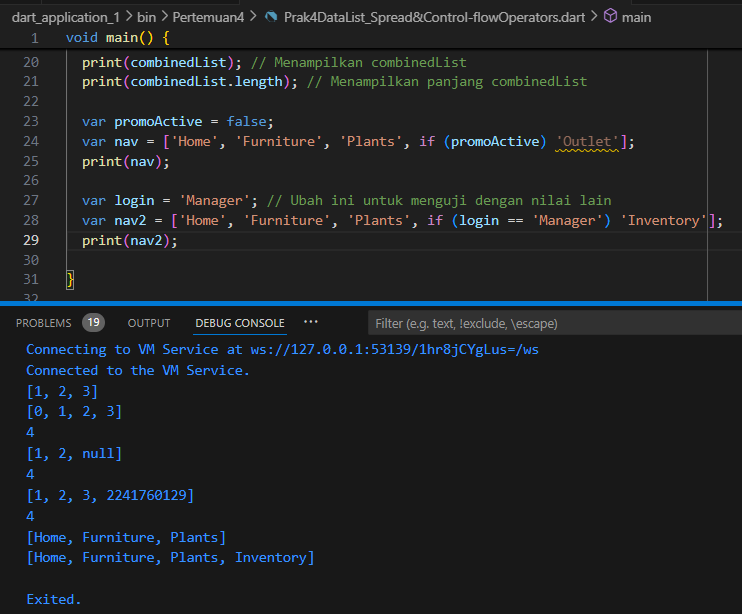 dart_application_1 > bin > Pertemuan4 > Prak4DataList_Spread&Control-flowOperators.dart > main
1 void main() {
20 print(combinedList); // Menampilkan combinedList
21 print(combinedList.length); // Menampilkan panjang combinedList
22
23 var promoActive = false;
24 var nav = ['Home', 'Furniture', 'Plants', if (promoActive) 'Outlet'];
25 print(nav);
26
27 var login = 'Manager'; // Ubah ini untuk menguji dengan nilai lain
28 var nav2 = ['Home', 'Furniture', 'Plants', if (login == 'Manager') 'Inventory'];
29 print(nav2);
30
31 }
32
PROBLEMS 19 OUTPUT DEBUG CONSOLE ··· Filter (e.g. text, !exclude, \escape)
Connecting to VM Service at ws://127.0.0.1:53139/1hr8jCYgLus=/ws
Connected to the VM Service.
[1, 2, 3]
[0, 1, 2, 3]
4
[1, 2, null]
4
[1, 2, 3, 2241760129]
4
[Home, Furniture, Plants]
[Home, Furniture, Plants, Inventory]
Exited.